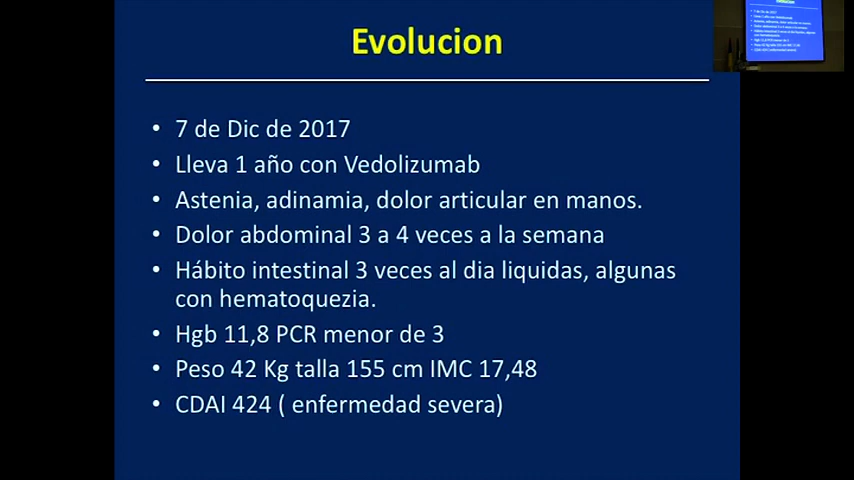 Evolucion
• 7 de Dic de 2017
• Lleva 1 año con Vedolizumab
• Astenia, adinamia, dolor articular en manos.
• Dolor abdominal 3 a 4 veces a la semana
• Hábito intestinal 3 veces al dia liquidas, algunas
con hematoquezia.
• Hgb 11,8 PCR menor de 3
• Peso 42 Kg talla 155 cm IMC 17,48
• CDAI 424 ( enfermedad severa)